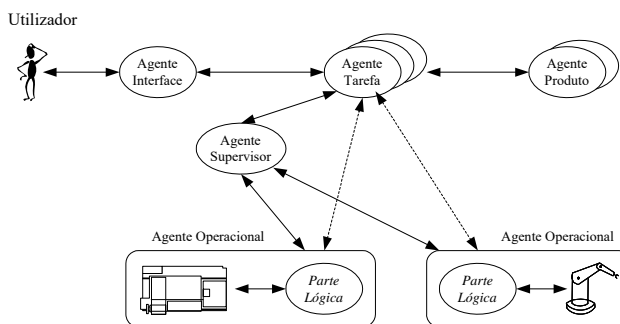 Utilizador
Agente
Interface
Agente
Tarefa
Agente
Produto
Agente
Supervisor
Agente Operacional
Agente Operacional
Parte
Lógica
Parte
Lógica